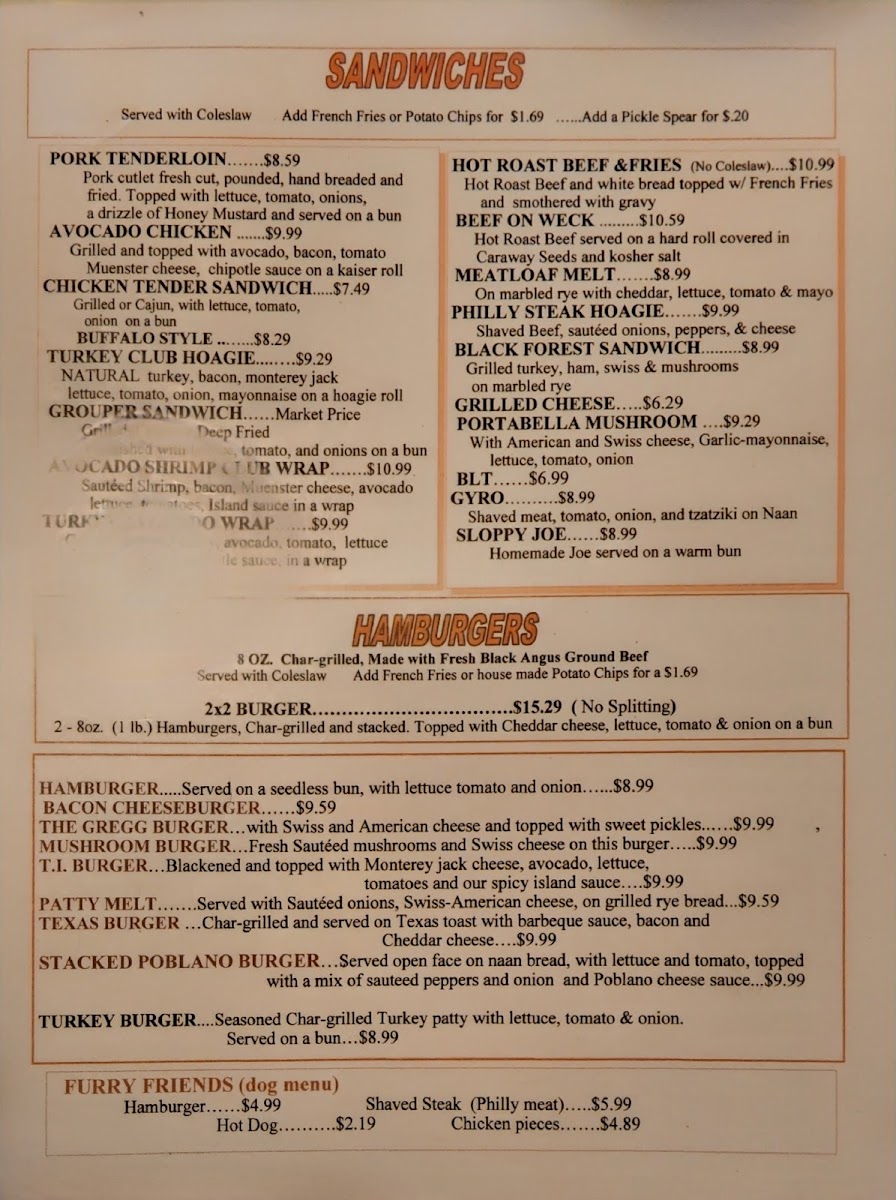 SANDWICHES
Served with Coleslaw Add French Fries or Potato Chips for $1.69 ......Add a Pickle Spear for $.20
PORK TENDERLOIN.......$8.59
Pork cutlet fresh cut, pounded, hand breaded and
fried. Topped with lettuce, tomato, onions,
a drizzle of Honey Mustard and served on a bun
AVOCADO CHICKEN .......$9.99
Grilled and topped with avocado, bacon, tomato
Muenster cheese, chipotle sauce on a kaiser roll
CHICKEN TENDER SANDWICH.....$7.49
Grilled or Cajun, with lettuce, tomato,
onion on a bun
BUFFALO STYLE ........$8.29
TURKEY CLUB HOAGIE........$9.29
NATURAL turkey, bacon, monterey jack
lettuce, tomato, onion, mayonnaise on a hoagie roll
GROUPER SANDWICH......Market Price
Deep Fried
tomato, and onions on a bun
AVOCADO SHRIMP CLUB WRAP.......$10.99
Sautéed Shrimp, bacon, Muenster cheese, avocado
Island sauce in a wrap
WRAP .....$9.99
avocado, tomato, lettuce
sauce, in a wrap
HOT ROAST BEEF &FRIES (No Coleslaw)....$10.99
Hot Roast Beef and white bread topped w/ French Fries
and smothered with gravy
BEEF ON WECK .........$10.59
Hot Roast Beef served on a hard roll covered in
Caraway Seeds and kosher salt
MEATLOAF MELT.......$8.99
On marbled rye with cheddar, lettuce, tomato & mayo
PHILLY STEAK HOAGIE.......$9.99
Shaved Beef, sautéed onions, peppers, & cheese
BLACK FOREST SANDWICH.........$8.99
Grilled turkey, ham, swiss & mushrooms
on marbled rye
GRILLED CHEESE.....$6.29
PORTABELLA MUSHROOM ....$9.29
With American and Swiss cheese, Garlic-mayonnaise,
lettuce, tomato, onion
BLT......$6.99
GYRO..........$8.99
Shaved meat, tomato, onion, and tzatziki on Naan
SLOPPY JOE......$8.99
Homemade Joe served on a warm bun
HAMBURGERS
8 OZ. Char-grilled, Made with Fresh Black Angus Ground Beef
Served with Coleslaw Add French Fries or house made Potato Chips for a $1.69
2x2 BURGER.................................$15.29 ( No Splitting)
2 - 8oz. (1 lb.) Hamburgers, Char-grilled and stacked. Topped with Cheddar cheese, lettuce, tomato & onion on a bun
HAMBURGER.....Served on a seedless bun, with lettuce tomato and onion......$8.99
BACON CHEESEBURGER......$9.59
THE GREGG BURGER...with Swiss and American cheese and topped with sweet pickles......$9.99
MUSHROOM BURGER...Fresh Sautéed mushrooms and Swiss cheese on this burger.....$9.99
T.I. BURGER...Blackened and topped with Monterey jack cheese, avocado, lettuce,
tomatoes and our spicy island sauce....$9.99
PATTY MELT.......Served with Sautéed onions, Swiss-American cheese, on grilled rye bread...$9.59
TEXAS BURGER ...Char-grilled and served on Texas toast with barbeque sauce, bacon and
Cheddar cheese....$9.99
STACKED POBLANO BURGER...Served open face on naan bread, with lettuce and tomato, topped
with a mix of sauteed peppers and onion and Poblano cheese sauce...$9.99
TURKEY BURGER....Seasoned Char-grilled Turkey patty with lettuce, tomato & onion.
Served on a bun...$8.99
FURRY FRIENDS (dog menu)
Hamburger......$4.99 Shaved Steak (Philly meat).....$5.99
Hot Dog..........$2.19 Chicken pieces.......$4.89